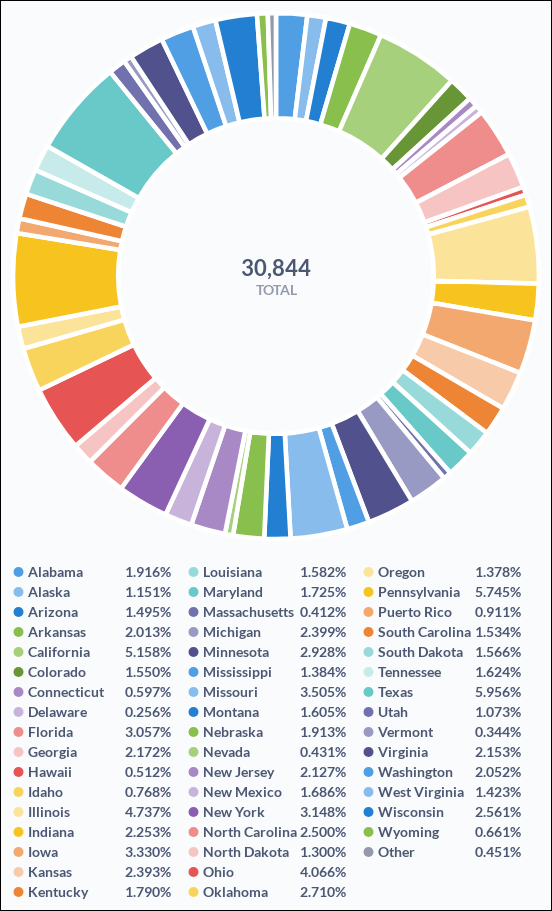 30,844
TOTAL
Alabama 1.916%
Alaska 1.151%
Arizona 1.495%
Arkansas 2.013%
California 5.158%
Colorado 1.550%
Connecticut 0.597%
Delaware 0.256%
Florida 3.057%
Georgia 2.172%
Hawaii 0.512%
Idaho 0.768%
Illinois 4.737%
Indiana 2.253%
Iowa 3.330%
Kansas 2.393%
Kentucky 1.790%
Louisiana 1.582%
Maryland 1.725%
Massachusetts 0.412%
Michigan 2.399%
Minnesota 2.928%
Mississippi 1.384%
Missouri 3.505%
Montana 1.605%
Nebraska 1.913%
Nevada 0.431%
New Jersey 2.127%
New Mexico 1.686%
New York 3.148%
North Carolina 2.500%
North Dakota 1.300%
Ohio 4.066%
Oklahoma 2.710%
Oregon 1.378%
Pennsylvania 5.745%
Puerto Rico 0.911%
South Carolina 1.534%
South Dakota 1.566%
Tennessee 1.624%
Texas 5.956%
Utah 1.073%
Vermont 0.344%
Virginia 2.153%
Washington 2.052%
West Virginia 1.423%
Wisconsin 2.561%
Wyoming 0.661%
Other 0.451%